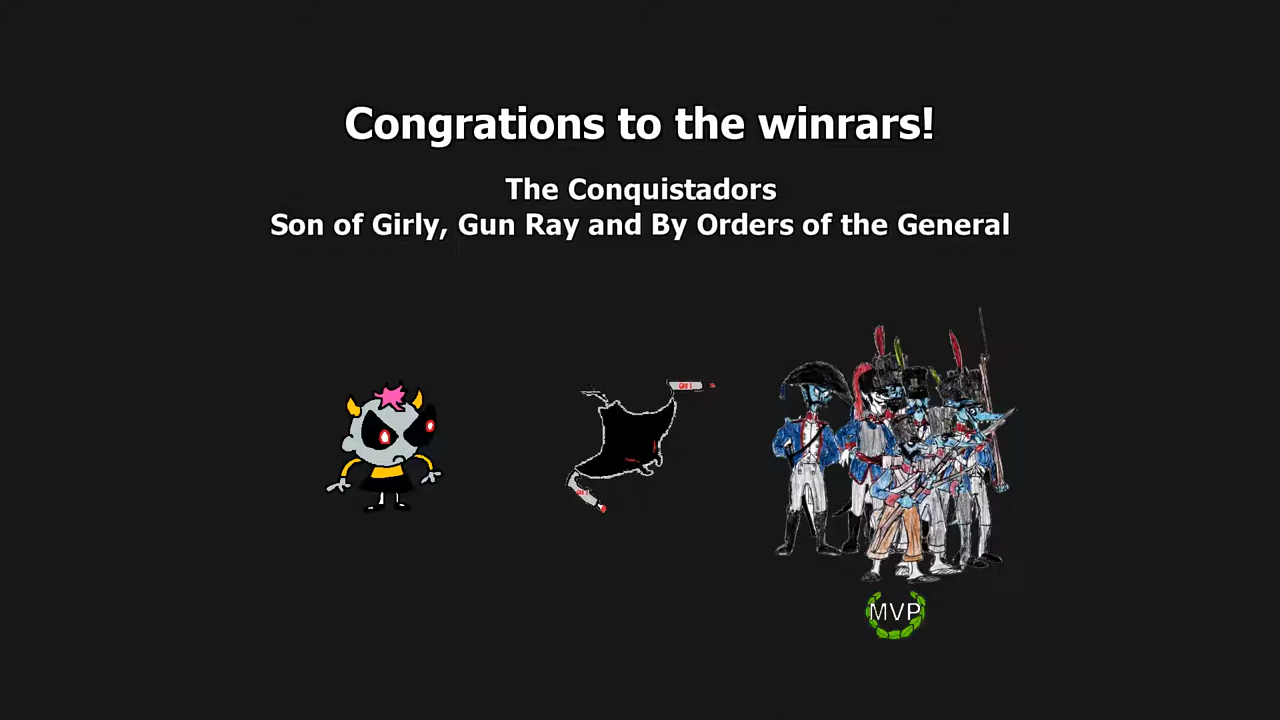 Congrations to the winrars!
The Conquistadors
Son of Girly, Gun Ray and By Orders of the General
MVP